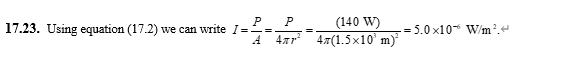 17.23. Using equation (17.2) we can write I = P/A = P/4πr² = (140 W)/4π(1.5×10³ m)² = 5.0 ×10⁻⁶ W/m².↵